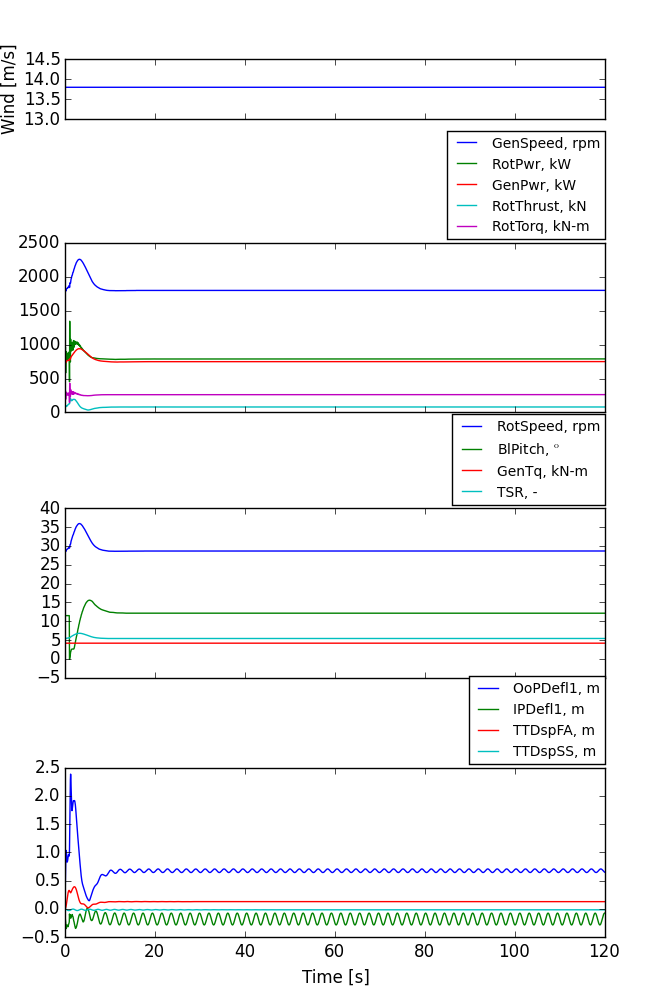 14.5
14.0
13.5
13.0
Wind [m/s]
GenSpeed, rpm
RotPwr, kW
GenPwr, kW
RotThrust, kN
RotTorq, kN-m
2500
2000
1500
1000
500
0
RotSpeed, rpm
BlPitch, °
GenTq, kN-m
TSR, -
40
35
30
25
20
15
10
5
0
−5
OoPDefl1, m
IPDefl1, m
TTDspFA, m
TTDspSS, m
2.5
2.0
1.5
1.0
0.5
0.0
−0.5
0 20 40 60 80 100 120
Time [s]